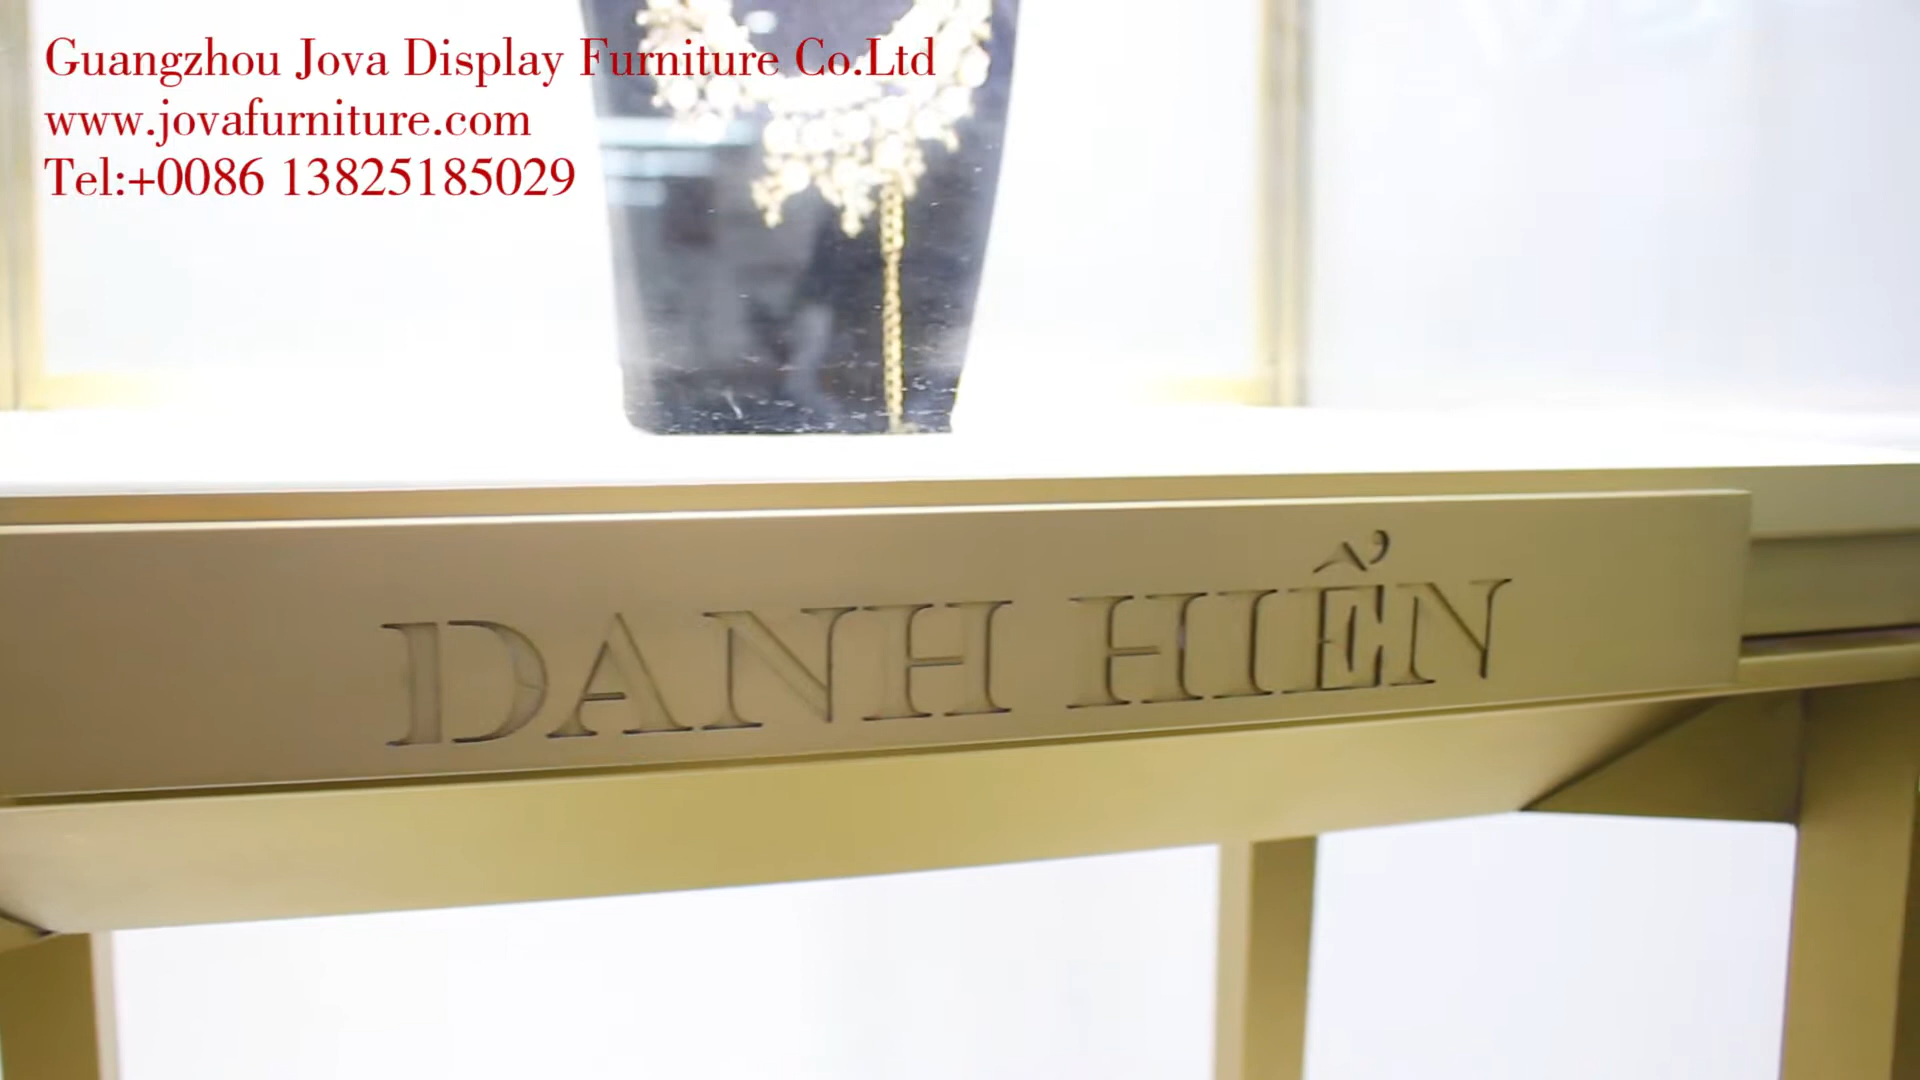 Guangzhou Jova Display Furniture Co.Ltd
www.jovafurniture.com
Tel:+0086 13825185029
DANH HIỂN